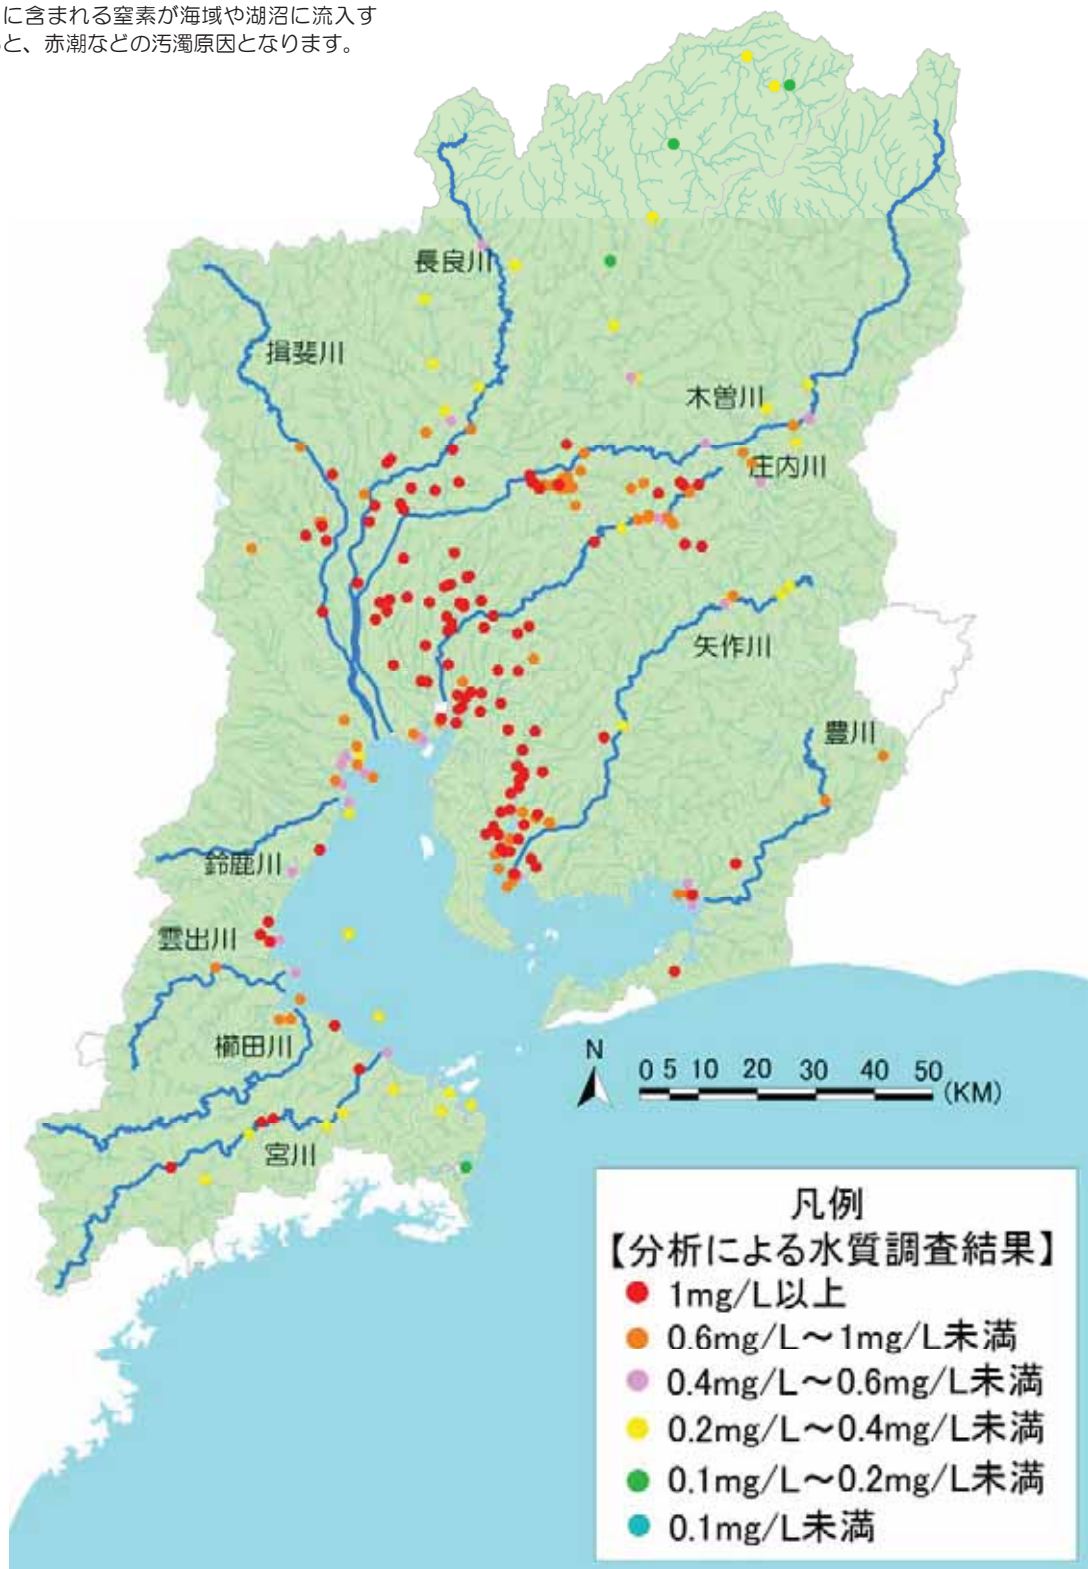 に含まれる窒素が海域や湖沼に流入す
と、赤潮などの汚濁原因となります。
長良川
揖斐川
木曽川
庄内川
矢作川
豊川
鈴鹿川
雲出川
櫛田川
宮川
N
0 5 10 20 30 40 50
(KM)
凡例
【分析による水質調査結果】
1mg/L以上
0.6mg/L～1mg/L未満
0.4mg/L～0.6mg/L未満
0.2mg/L～0.4mg/L未満
0.1mg/L～0.2mg/L未満
0.1mg/L未満